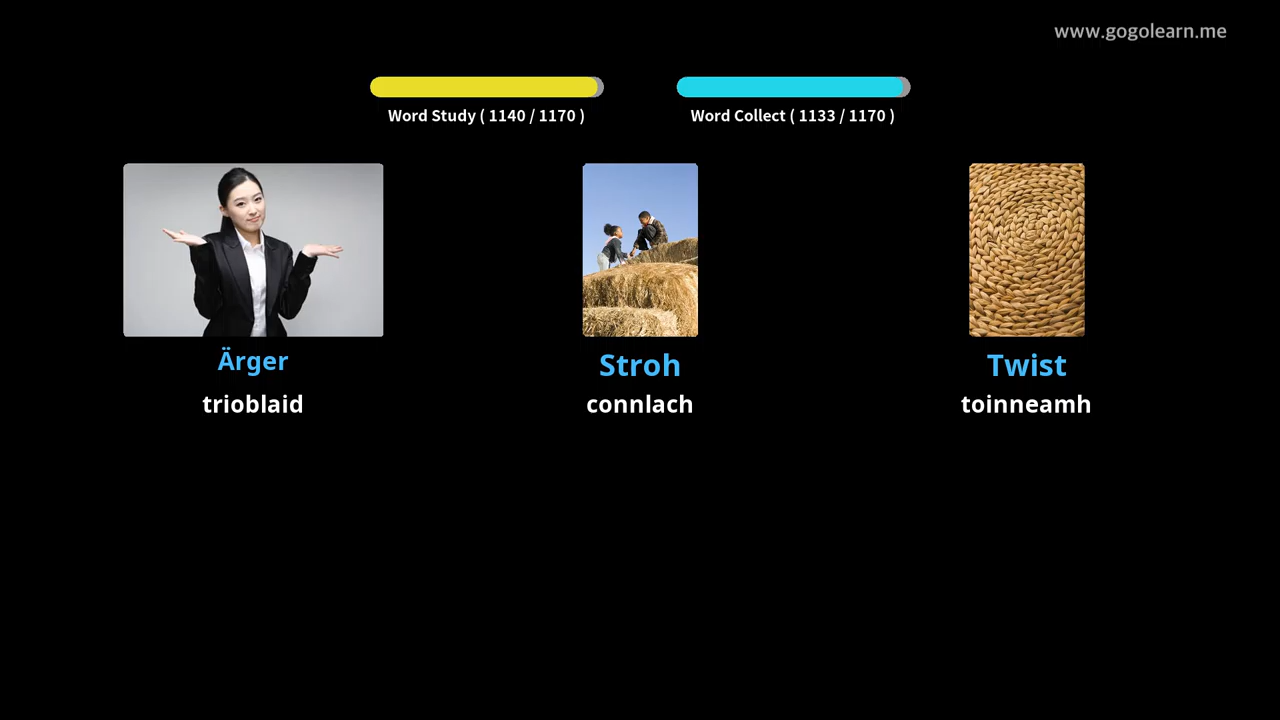 www.gogolearn.me
Word Study ( 1140 / 1170 )
Word Collect ( 1133 / 1170 )
Ärger
trioblaid
Stroh
connlach
Twist
toinneamh